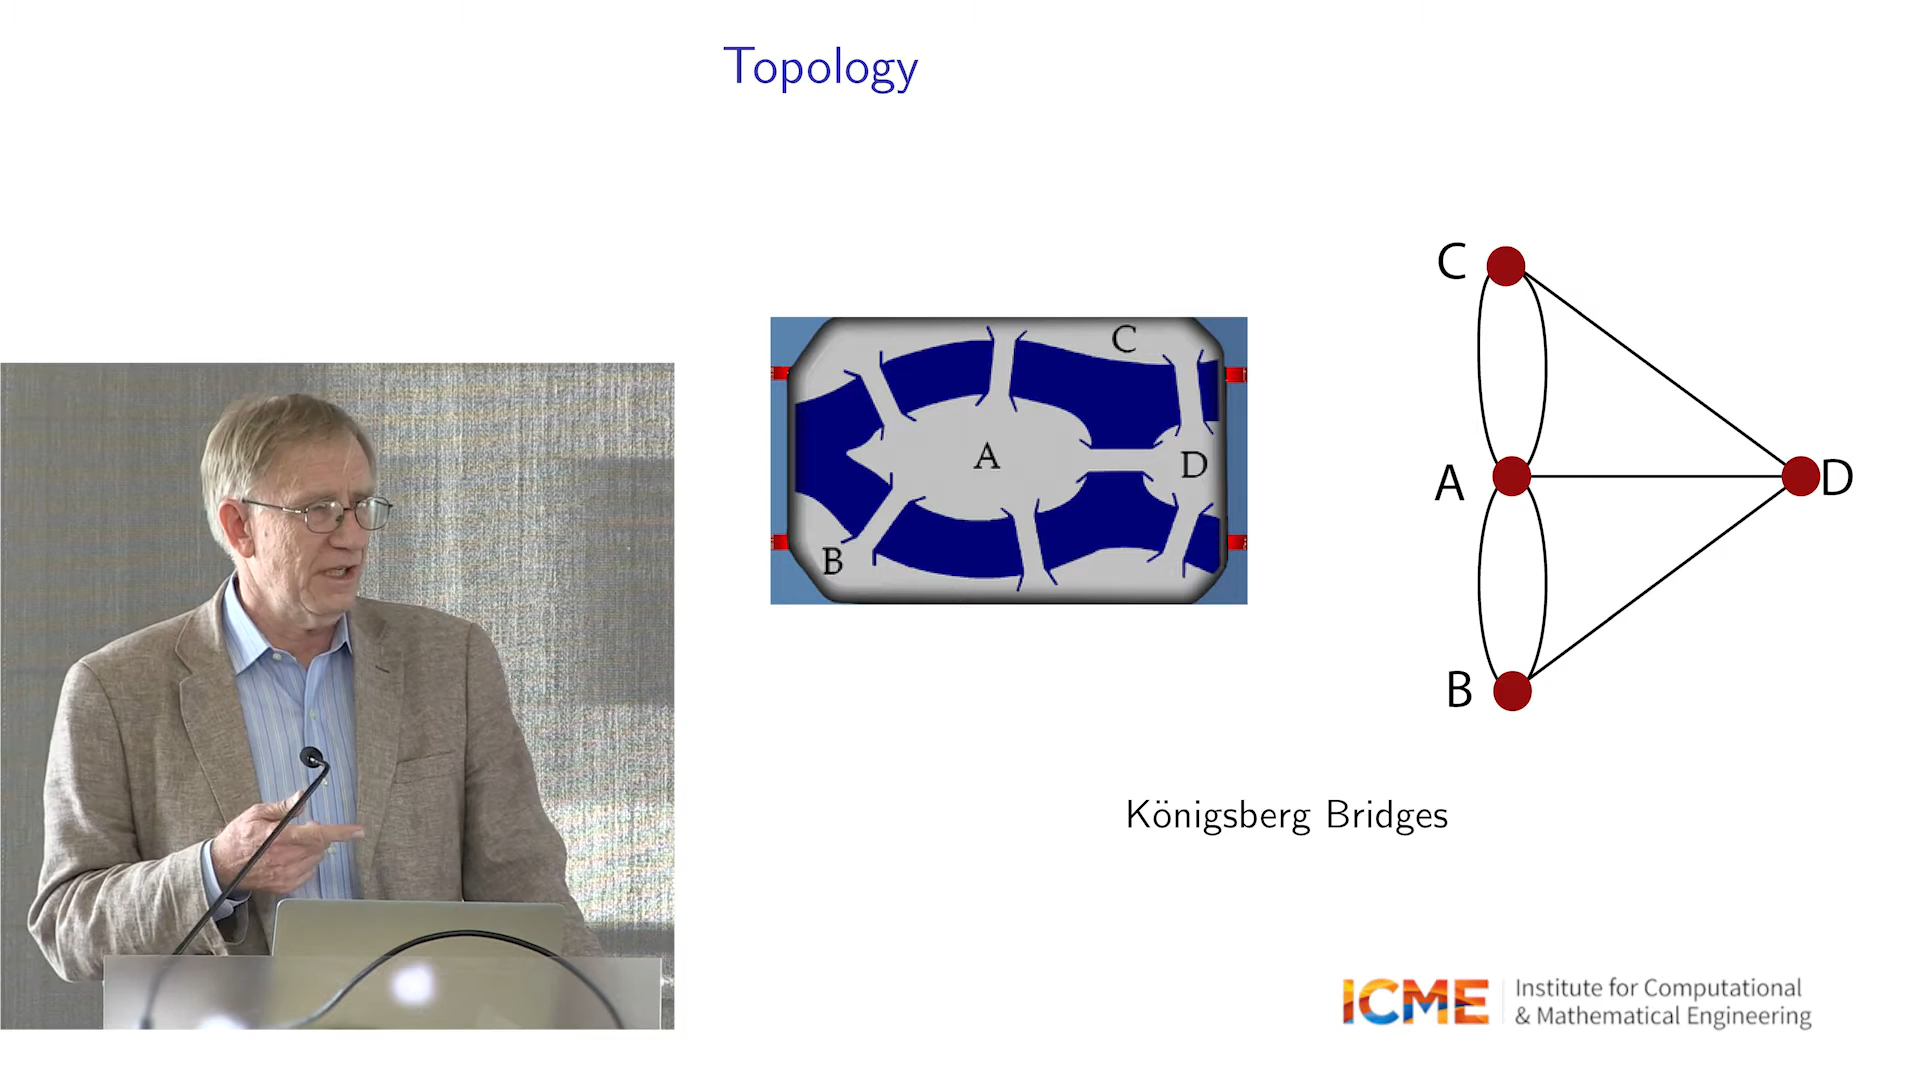 Topology
C
A
D
B
C
A
D
B
Königsberg Bridges
ICME
Institute for Computational
& Mathematical Engineering